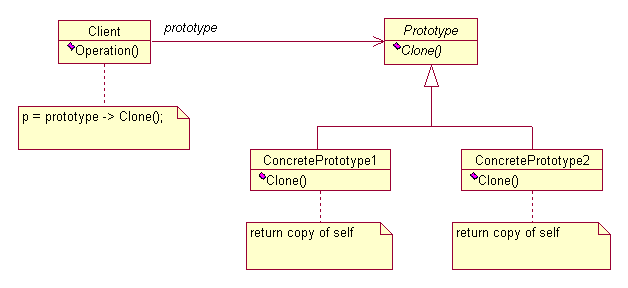 Client
Operation()
prototype
Prototype
Clone()
p = prototype -> Clone();
ConcretePrototype1
Clone()
ConcretePrototype2
Clone()
return copy of self
return copy of self